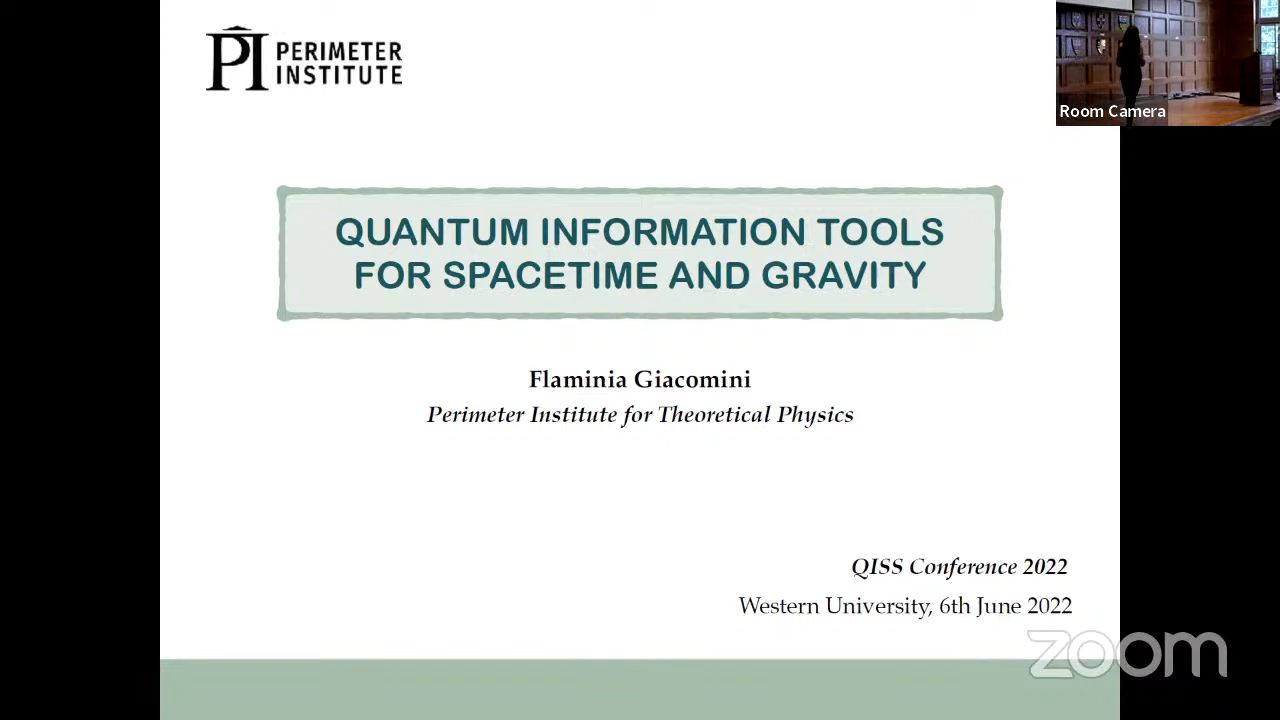 PI PERIMETER
INSTITUTE
Room Camera
QUANTUM INFORMATION TOOLS
FOR SPACETIME AND GRAVITY
Flaminia Giacomini
Perimeter Institute for Theoretical Physics
QISS Conference 2022
Western University, 6th June 2022
zoom